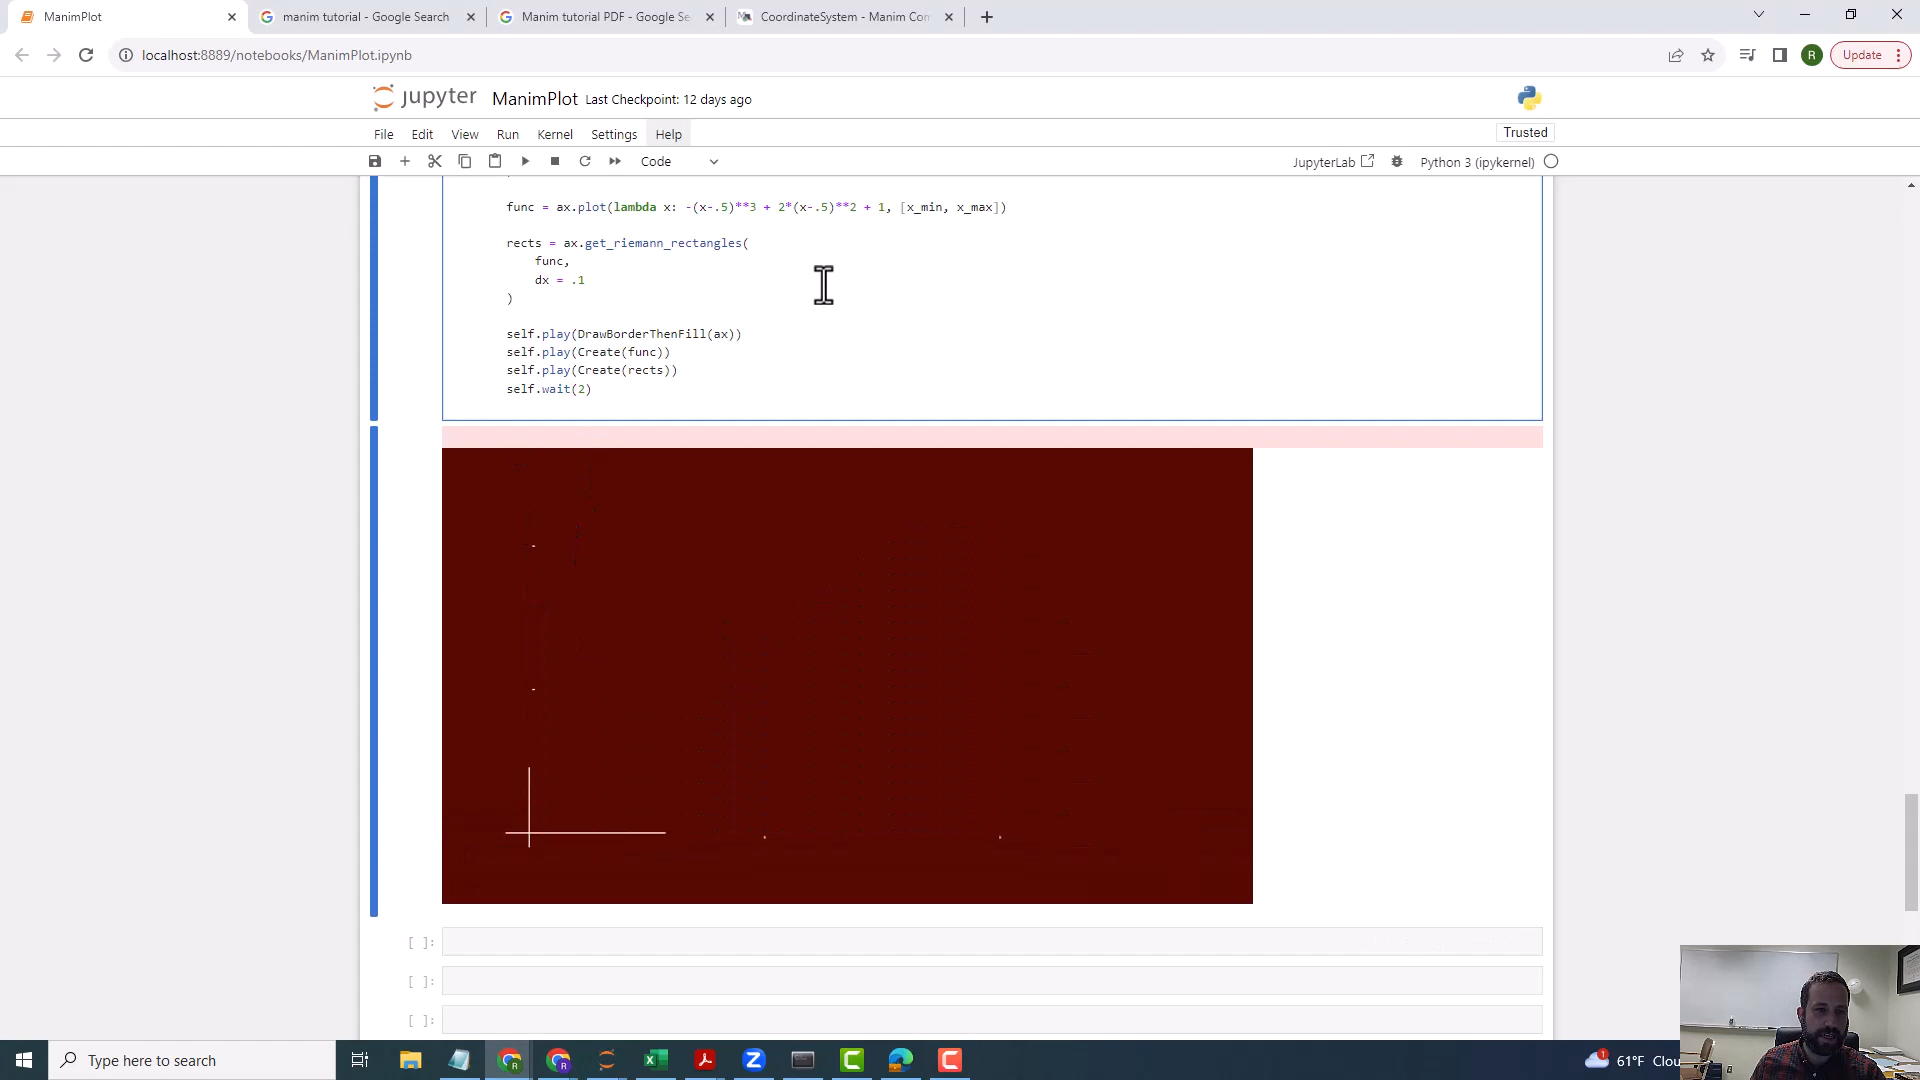 ManimPlot
manim tutorial - Google Search
Manim tutorial PDF - Google Se
CoordinateSystem - Manim Com
localhost:8889/notebooks/ManimPlot.ipynb
R
Update
jupyter ManimPlot Last Checkpoint: 12 days ago
File Edit View Run Kernel Settings Help
Trusted
Code
JupyterLab
Python 3 (ipykernel)
func = ax.plot(lambda x: -(x-.5)**3 + 2*(x-.5)**2 + 1, [x_min, x_max])
rects = ax.get_riemann_rectangles(
func,
dx = .1
)
self.play(DrawBorderThenFill(ax))
self.play(Create(func))
self.play(Create(rects))
self.wait(2)
[ ]:
[ ]:
[ ]:
Type here to search
1
61°F Clou